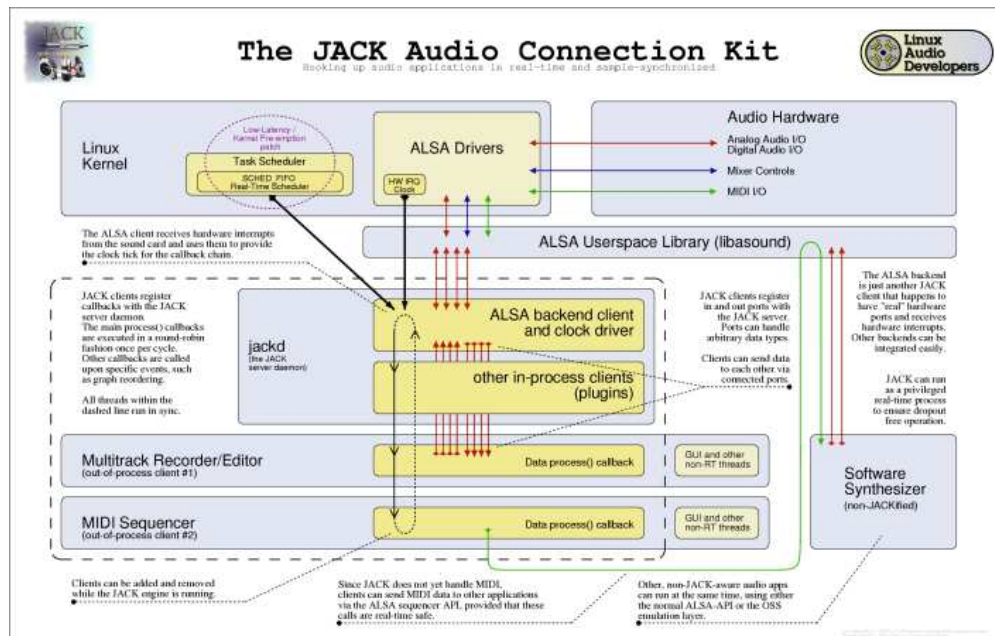 JACK
The JACK Audio Connection Kit
Hooking up audio applications in real-time and sample-synchronized
Linux
Audio
Developers
Linux
Kernel
Low-Latency /
Kernel Pre-emption
patch
Task Scheduler
SCHED_FIFO
Real-Time Scheduler
ALSA Drivers
HW IRQ
Clock
Audio Hardware
Analog Audio I/O
Digital Audio I/O
Mixer Controls
MIDI I/O
ALSA Userspace Library (libasound)
The ALSA client receives hardware interrupts
from the sound card and uses them to provide
the clock tick for the callback chain.
JACK clients register
callbacks with the JACK
server daemon.
The main process() callbacks
are executed in a round-robin
fashion once per cycle.
Other callbacks are called
upon specific events, such
as graph reordering.
All threads within the
dashed line run in sync.
jackd
(the JACK
server daemon)
ALSA backend client
and clock driver
other in-process clients
(plugins)
JACK clients register
in and out ports with
the JACK server.
Ports can handle
arbitrary data types.
Clients can send data
to each other via
connected ports.
The ALSA backend
is just another JACK
client that happens to
have "real" hardware
ports and receives
hardware interrupts.
Other backends can be
integrated easily.
JACK can run
as a privileged
real-time process
to ensure dropout
free operation.
Multitrack Recorder/Editor
(out-of-process client #1)
Data process() callback
GUI and other
non-RT threads
MIDI Sequencer
(out-of-process client #2)
Data process() callback
GUI and other
non-RT threads
Software
Synthesizer
(non-JACKified)
Clients can be added and removed
while the JACK engine is running.
Since JACK does not yet handle MIDI,
clients can send MIDI data to other applications
via the ALSA sequencer API, provided that these
calls are real-time safe.
Other, non-JACK-aware audio apps
can run at the same time, using either
the normal ALSA-API or the OSS
emulation layer.